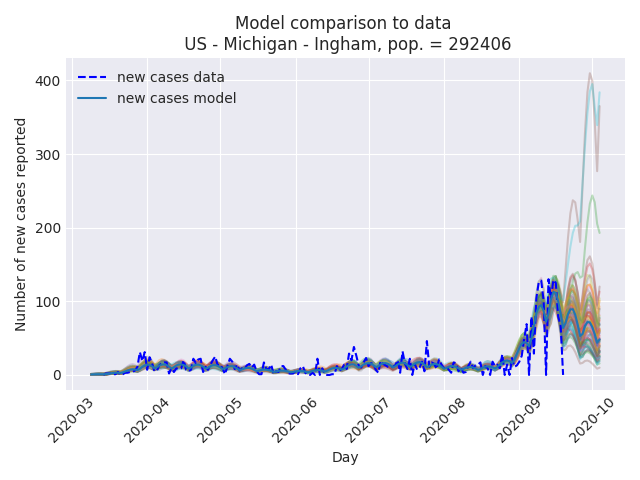 Model comparison to data
US - Michigan - Ingham, pop. = 292406
new cases data
new cases model
Number of new cases reported
400
300
200
100
0
2020-03
2020-04
2020-05
2020-06
2020-07
2020-08
2020-09
2020-10
Day